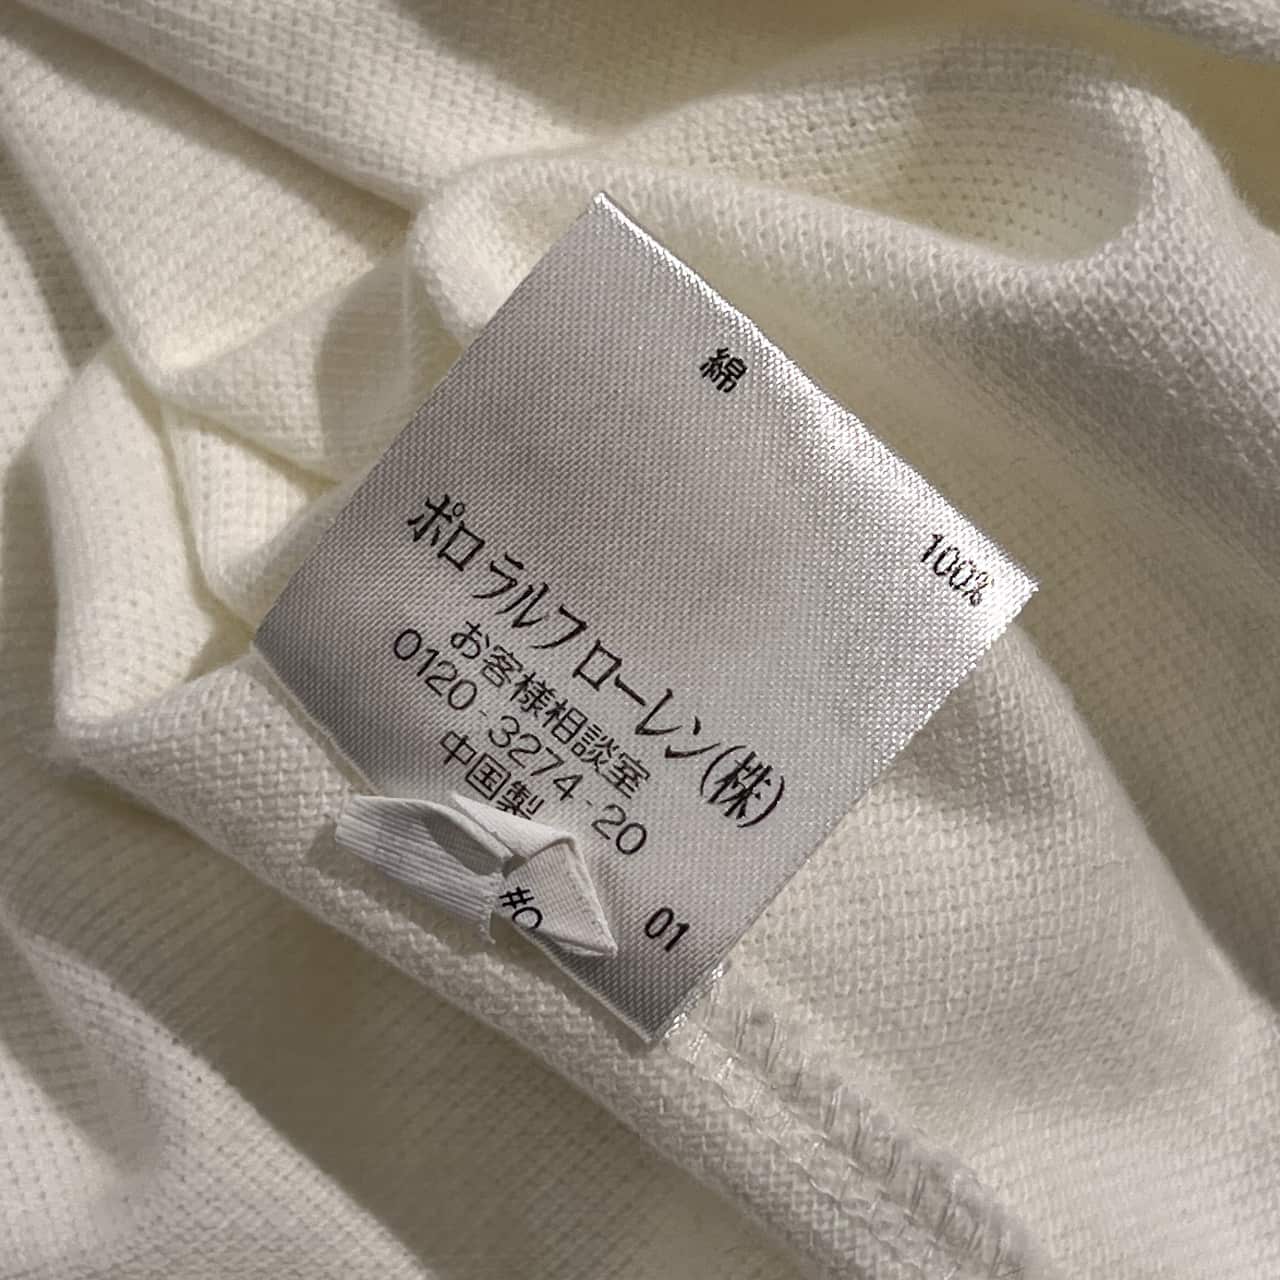 綿 100%
ポロ ラルフ ローレン(株)
お客様相談室
0120-3274-20
中国製
#0
01